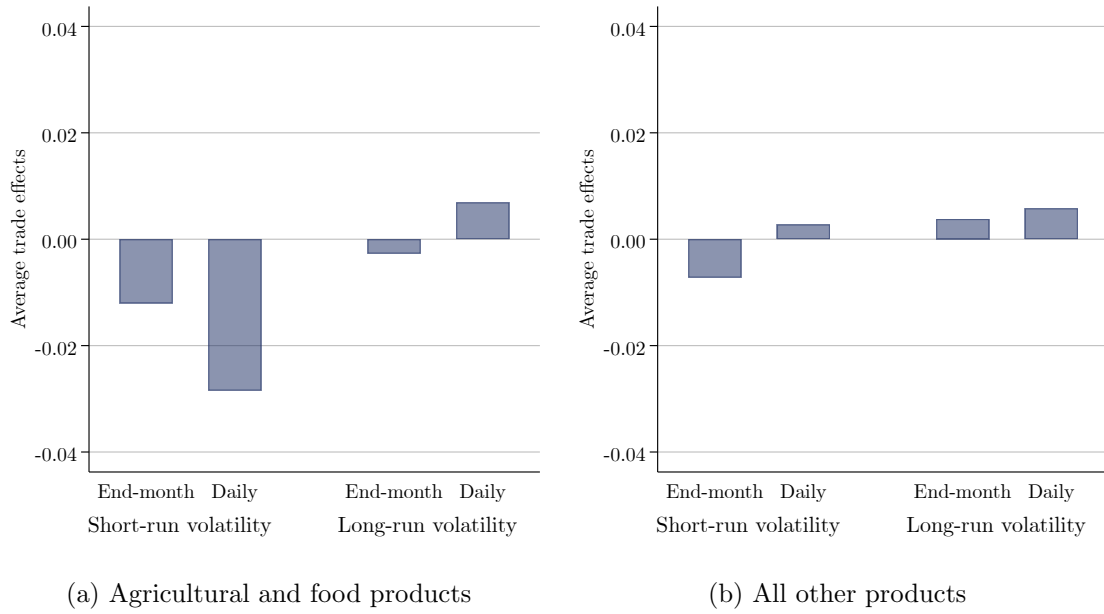 0.04
0.02
0.00
-0.02
-0.04
Average trade effects
End-month Daily End-month Daily
Short-run volatility Long-run volatility
(a) Agricultural and food products
0.04
0.02
0.00
-0.02
-0.04
Average trade effects
End-month Daily End-month Daily
Short-run volatility Long-run volatility
(b) All other products